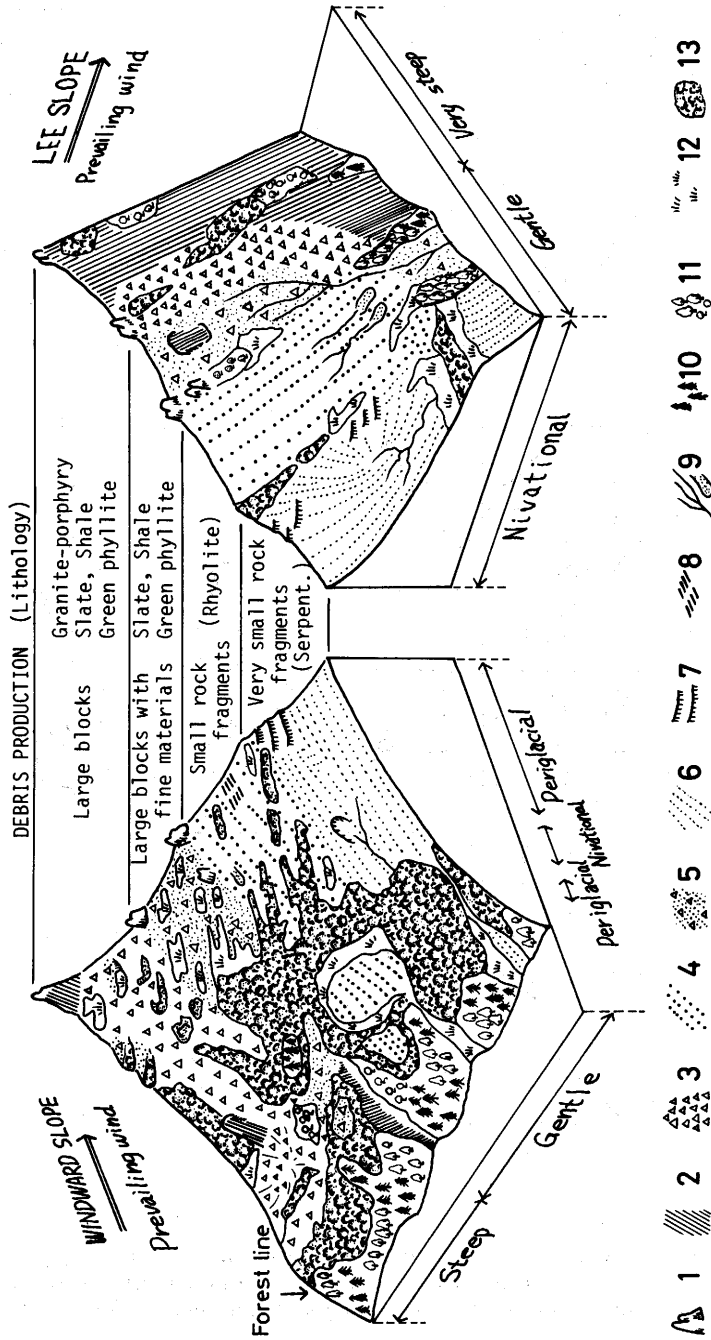 DEBRIS PRODUCTION (Lithology)
Large blocks
Granite-porphyry
Slate, Shale
Green phyllite
Large blocks with
fine materials
Slate, Shale
Green phyllite
Small rock
fragments
(Rhyolite)
Very small rock
fragments
(Serpent.)
WINDWARD SLOPE
Prevailing wind
LEE SLOPE
Prevailing wind
Forest line
Steep
Gentle
Periglacial
Nivational
Periglacial
Nivational
Gentle
Very steep
1 2 3 4 5 6 7 8 9 10 11 12 13